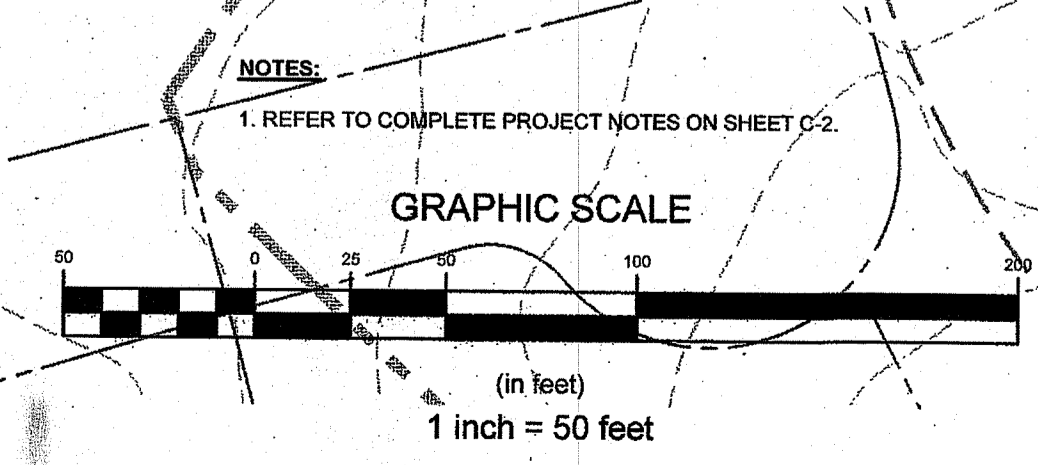 NOTES:
1. REFER TO COMPLETE PROJECT NOTES ON SHEET C-2.
GRAPHIC SCALE
50 0 25 50 100 200
(in feet)
1 inch = 50 feet